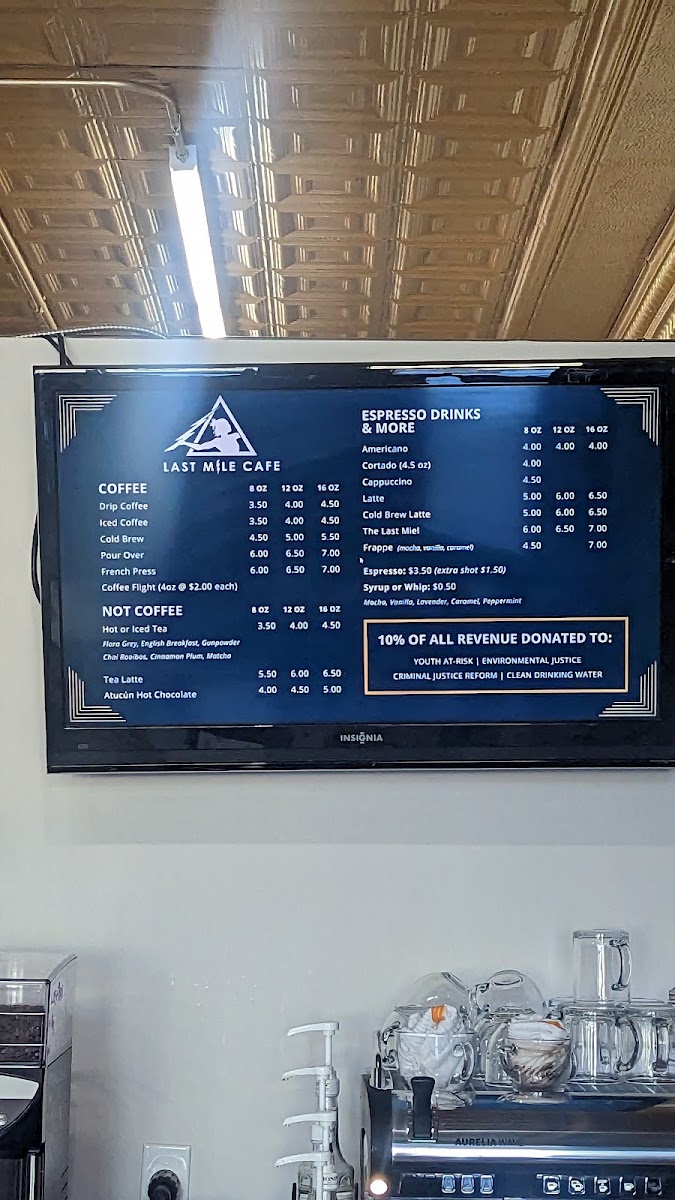 LAST MILE CAFE
COFFEE 8 OZ 12 OZ 16 OZ
Drip Coffee 3.50 4.00 4.50
Iced Coffee 3.50 4.00 4.50
Cold Brew 4.50 5.00 5.50
Pour Over 6.00 6.50 7.00
French Press 6.00 6.50 7.00
Coffee Flight (4oz @ $2.00 each)
NOT COFFEE 8 OZ 12 OZ 16 OZ
Hot or Iced Tea 3.50 4.00 4.50
Flara Grey, English Breakfast, Gunpowder
Chai Rooibos, Cinnamon Plum, Matcha
Tea Latte 5.50 6.00 6.50
Atucún Hot Chocolate 4.00 4.50 5.00
ESPRESSO DRINKS
& MORE 8 OZ 12 OZ 16 OZ
Americano 4.00 4.00 4.00
Cortado (4.5 oz) 4.00
Cappuccino 4.50
Latte 5.00 6.00 6.50
Cold Brew Latte 5.00 6.00 6.50
The Last Miel 6.00 6.50 7.00
Frappe (mocha, vanilla, caramel) 4.50 7.00
Espresso: $3.50 (extra shot $1.50)
Syrup or Whip: $0.50
Mocha, Vanilla, Lavender, Caramel, Peppermint
10% OF ALL REVENUE DONATED TO:
YOUTH AT-RISK | ENVIRONMENTAL JUSTICE
CRIMINAL JUSTICE REFORM | CLEAN DRINKING WATER
INSIGNIA
AURELIA WAVE